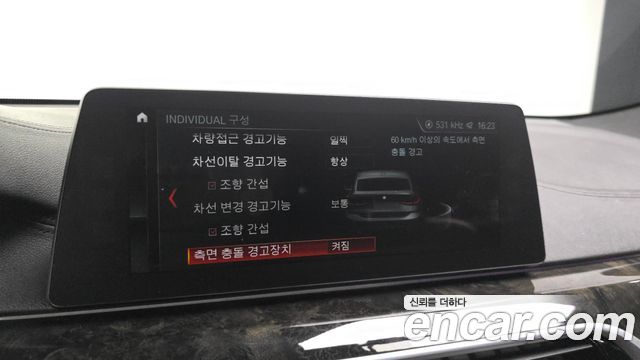 INDIVIDUAL 구성
531 kHz 16:23
차량접근 경고기능 일찍
60 km/h 이상의 속도에서 측면
충돌 경고
차선이탈 경고기능 항상
조향 간섭
차선 변경 경고기능 보통
조향 간섭
측면 충돌 경고장치 켜짐
신뢰를 더하다
encar.com